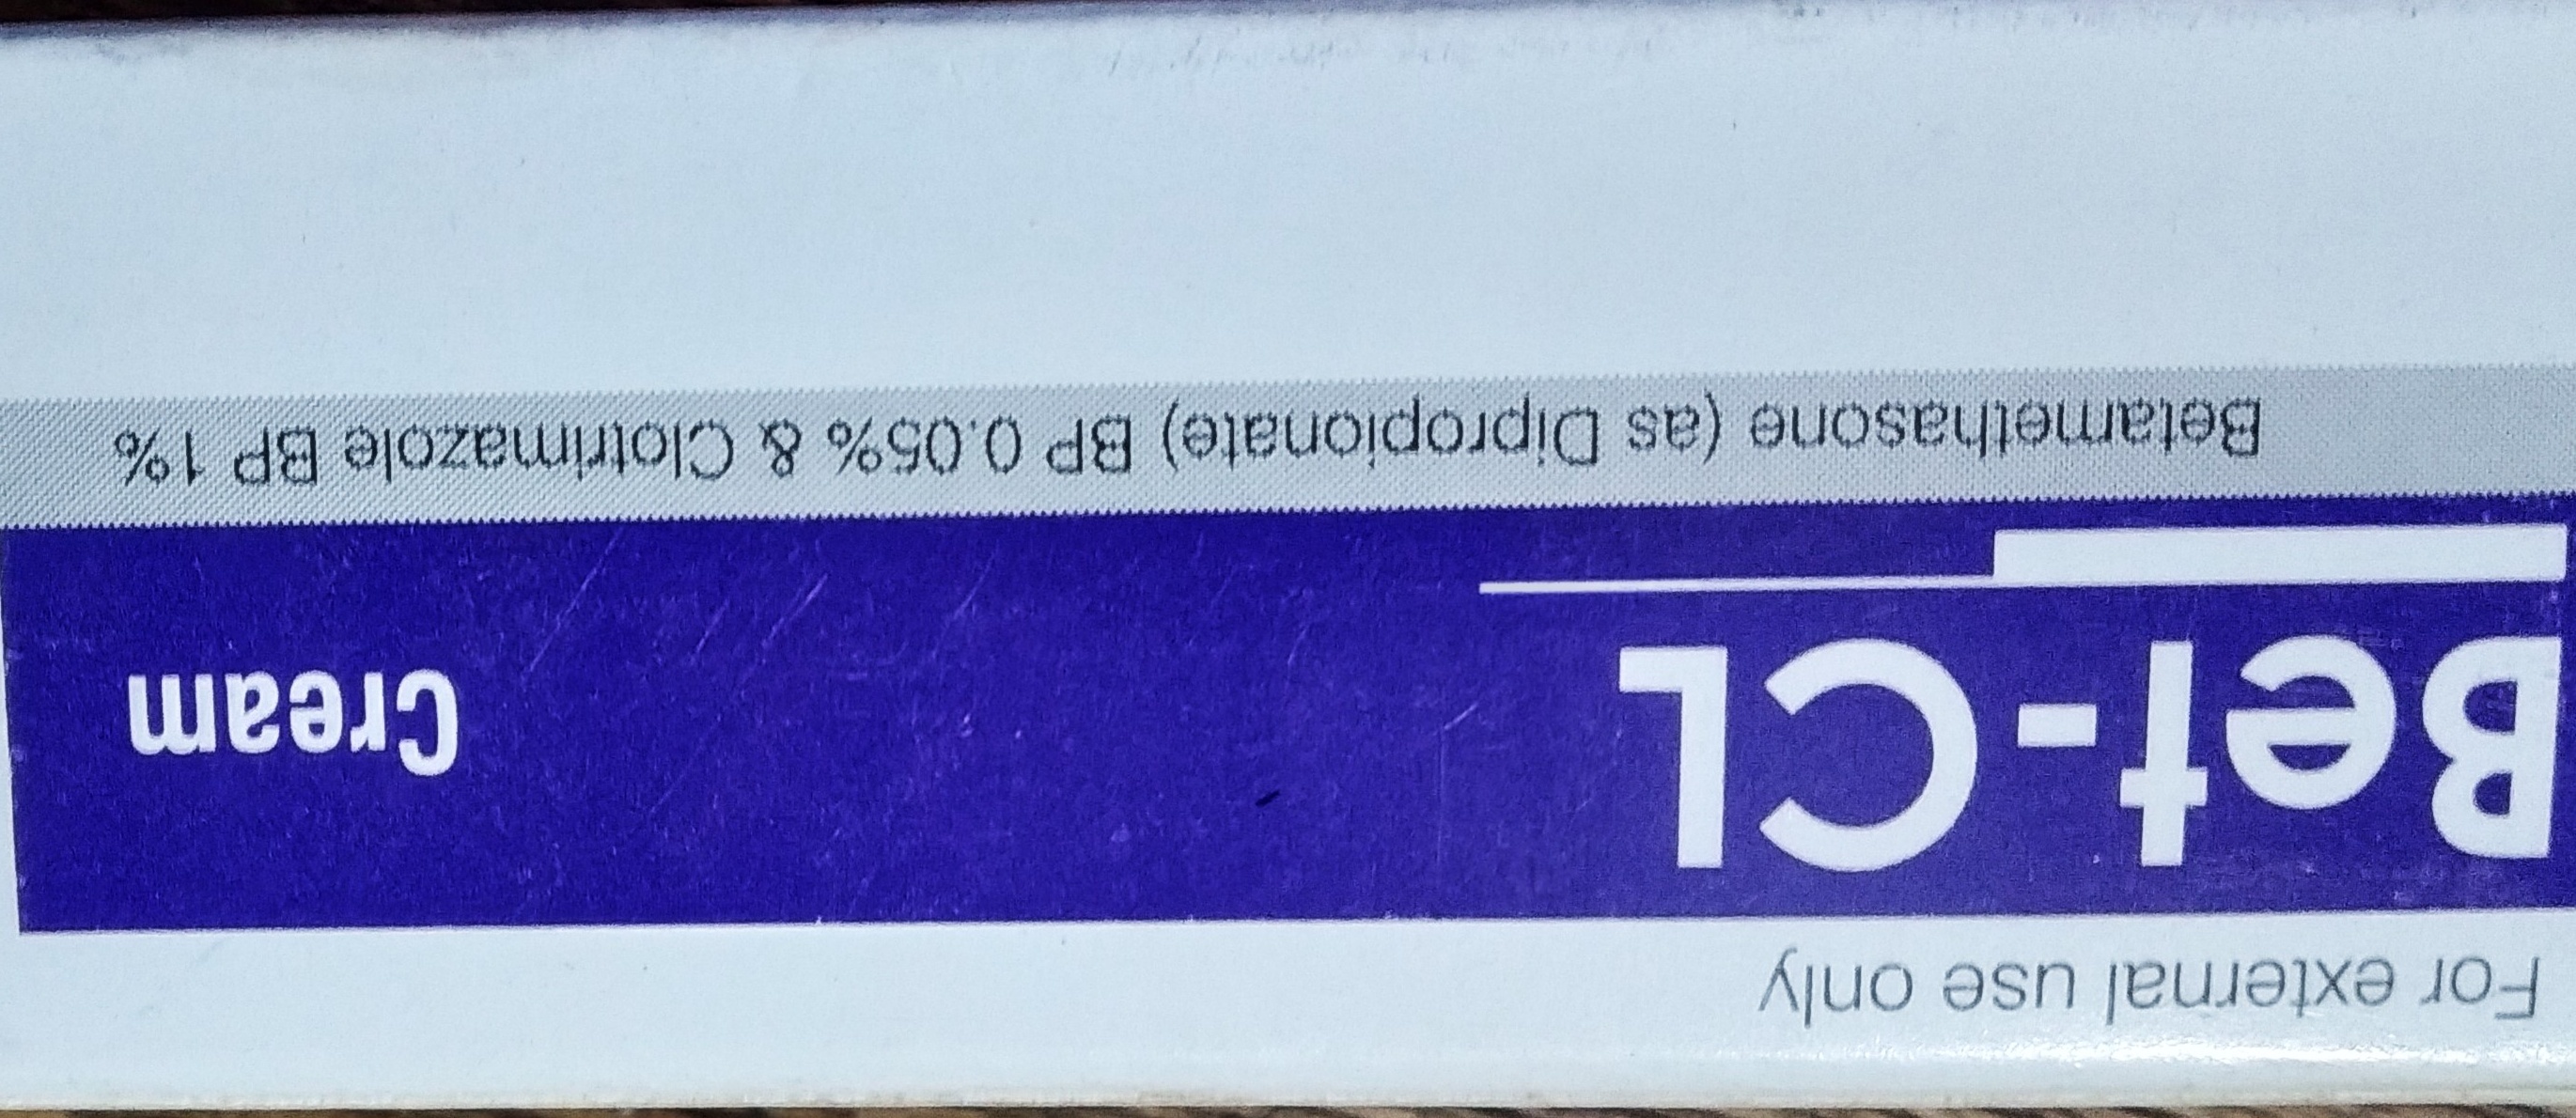 For external use only
Bet-CL
Cream
Betamethasone (as Dipropionate) BP 0.05% & Clotrimazole BP 1%